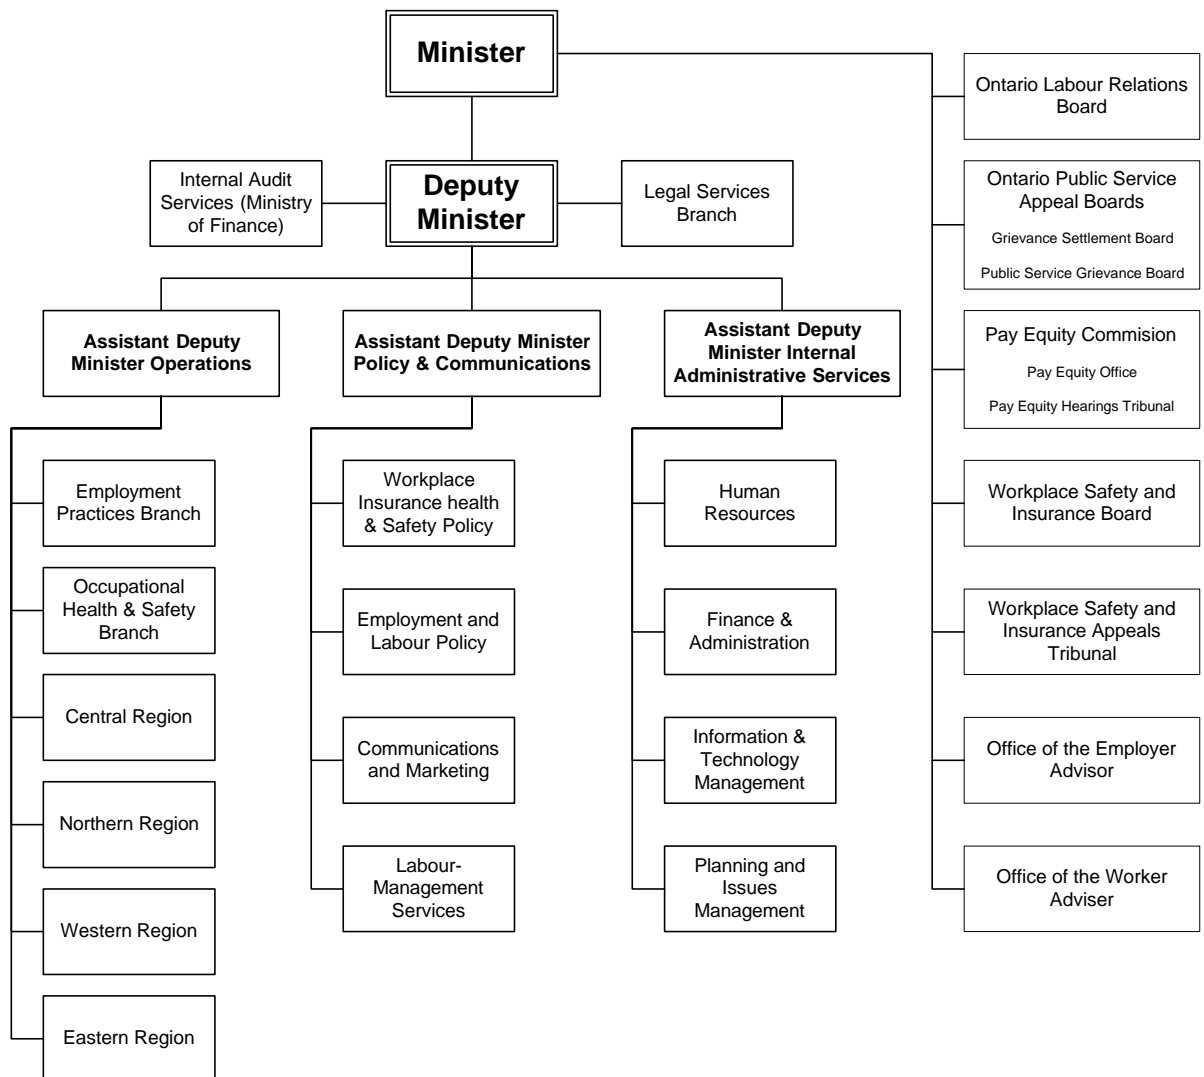 Minister
Ontario Labour Relations
Board
Internal Audit
Services (Ministry
of Finance)
Deputy
Minister
Legal Services
Branch
Ontario Public Service
Appeal Boards
Grievance Settlement Board
Public Service Grievance Board
Assistant Deputy
Minister Operations
Assistant Deputy Minister
Policy & Communications
Assistant Deputy
Minister Internal
Administrative Services
Pay Equity Commision
Pay Equity Office
Pay Equity Hearings Tribunal
Employment
Practices Branch
Workplace
Insurance health
& Safety Policy
Human
Resources
Workplace Safety and
Insurance Board
Occupational
Health & Safety
Branch
Employment and
Labour Policy
Finance &
Administration
Workplace Safety and
Insurance Appeals
Tribunal
Central Region
Communications
and Marketing
Information &
Technology
Management
Office of the Employer
Advisor
Northern Region
Labour-
Management
Services
Planning and
Issues
Management
Office of the Worker
Adviser
Western Region
Eastern Region